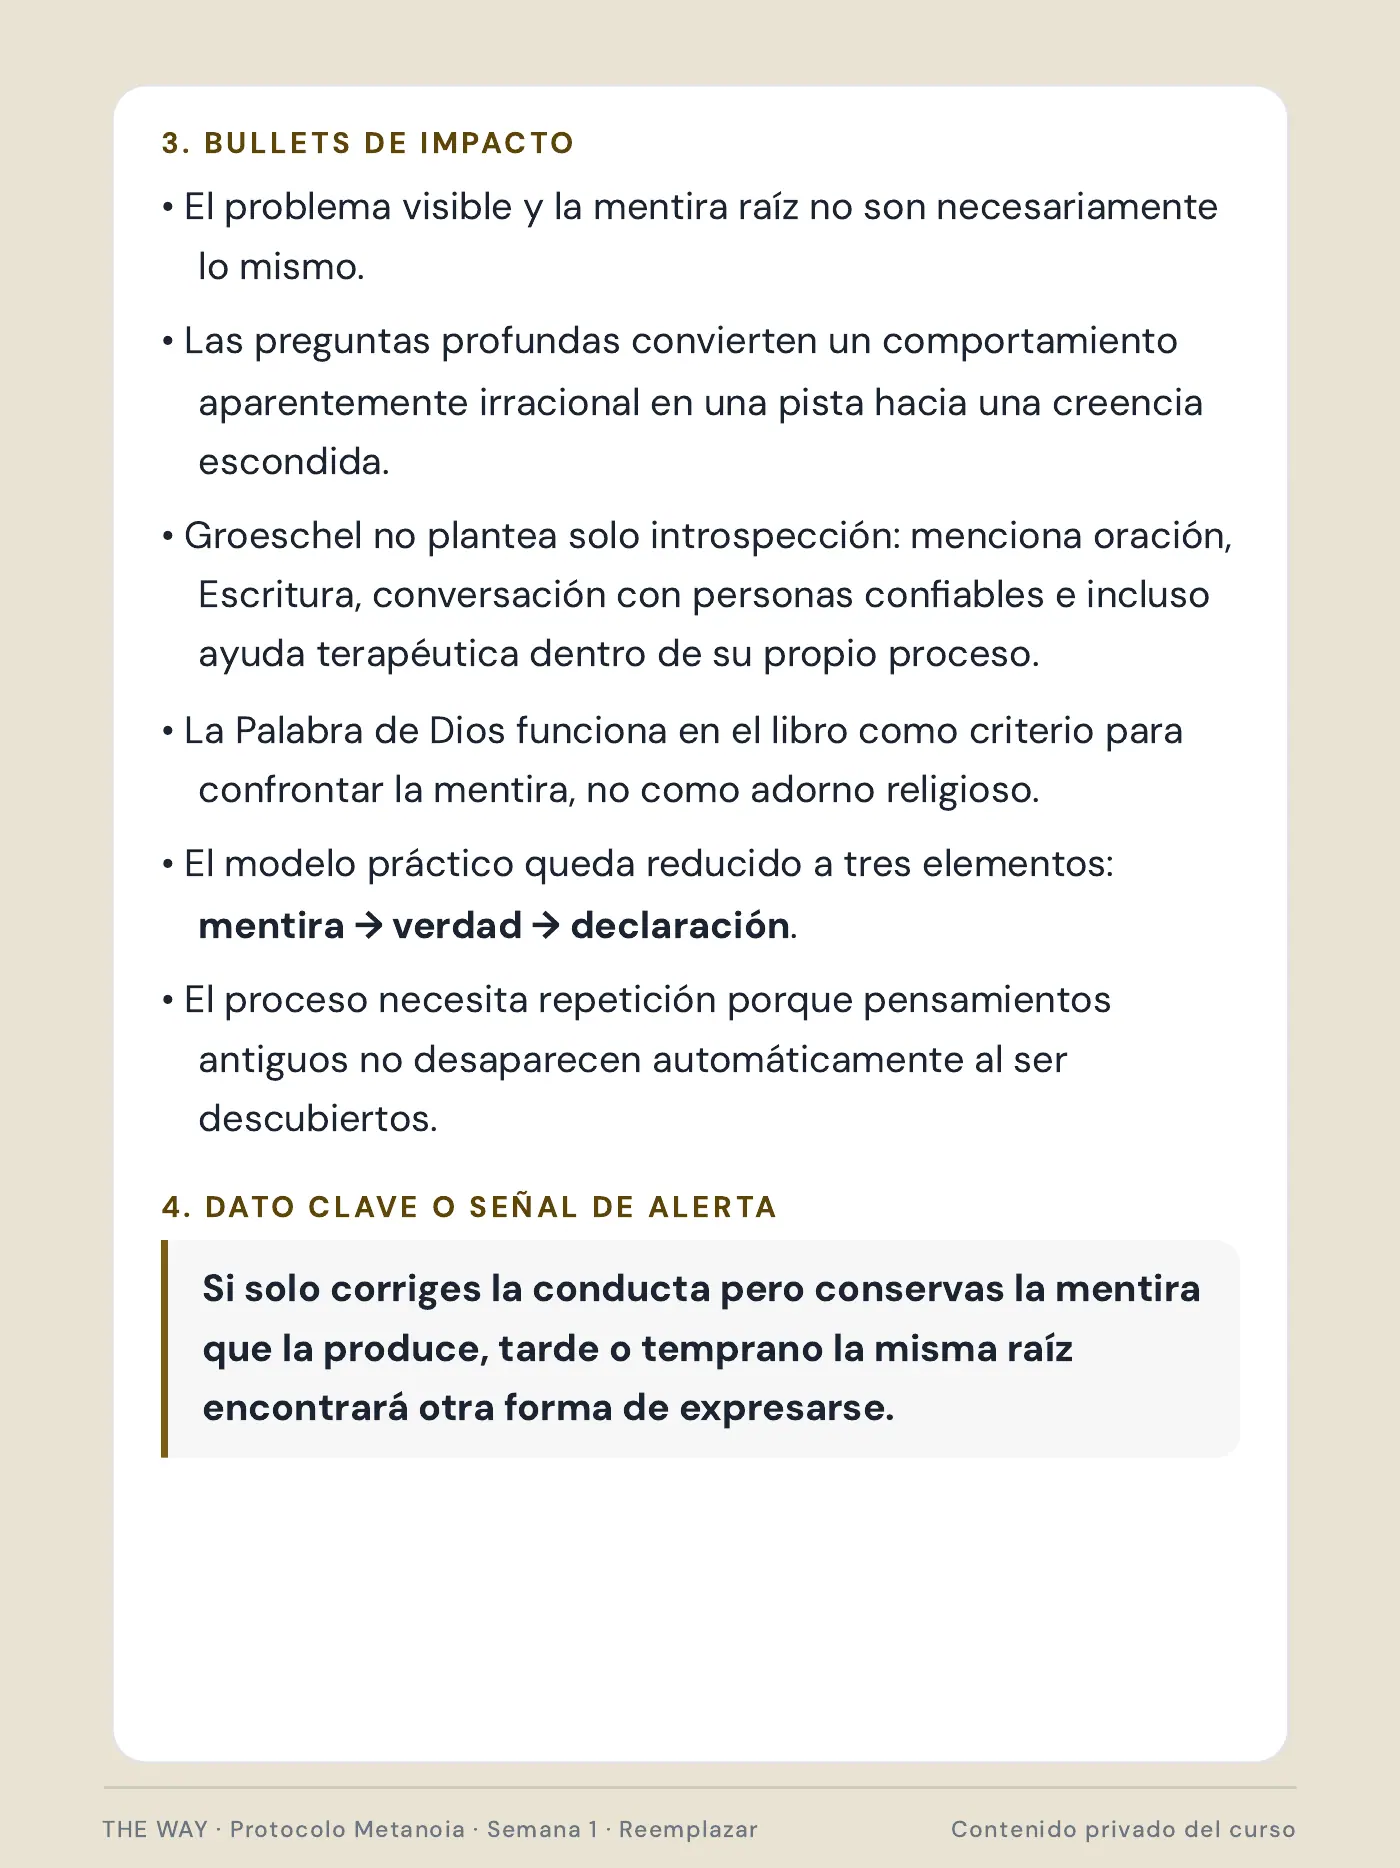 3. BULLETS DE IMPACTO
• El problema visible y la mentira raíz no son necesariamente
lo mismo.
• Las preguntas profundas convierten un comportamiento
aparentemente irracional en una pista hacia una creencia
escondida.
• Groeschel no plantea solo introspección: menciona oración,
Escritura, conversación con personas confiables e incluso
ayuda terapéutica dentro de su propio proceso.
• La Palabra de Dios funciona en el libro como criterio para
confrontar la mentira, no como adorno religioso.
• El modelo práctico queda reducido a tres elementos:
mentira → verdad → declaración.
• El proceso necesita repetición porque pensamientos
antiguos no desaparecen automáticamente al ser
descubiertos.
4. DATO CLAVE O SEÑAL DE ALERTA
Si solo corriges la conducta pero conservas la mentira
que la produce, tarde o temprano la misma raíz
encontrará otra forma de expresarse.
THE WAY · Protocolo Metanoia · Semana 1 · Reemplazar
Contenido privado del curso